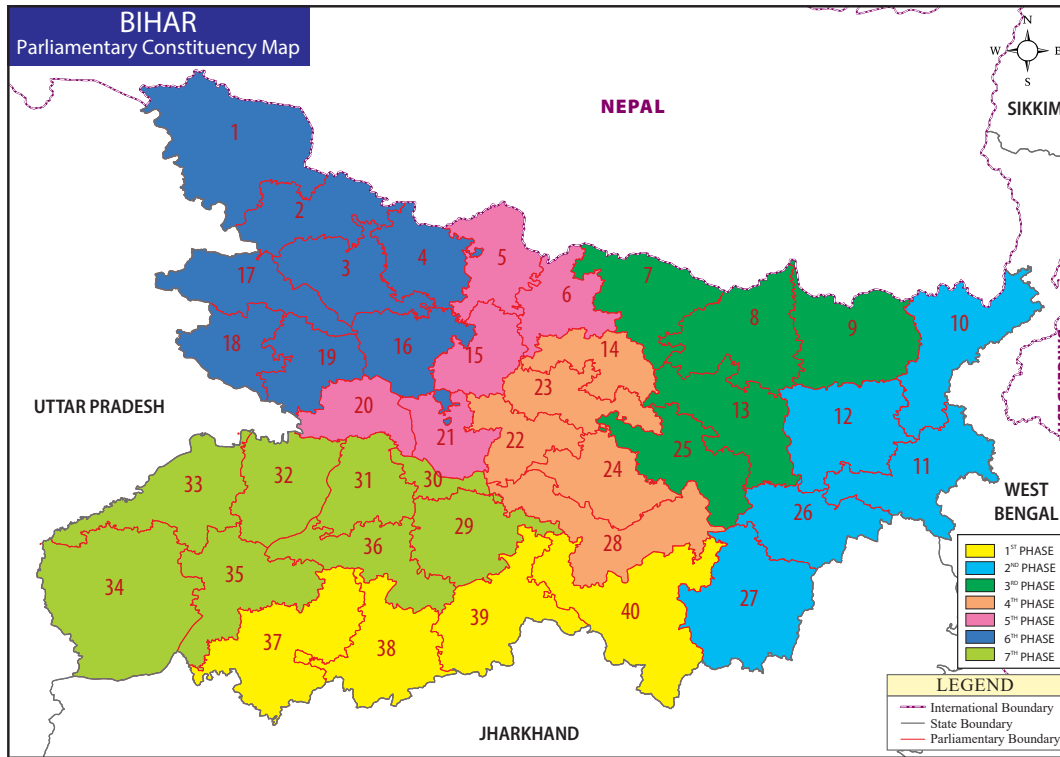 BIHAR
Parliamentary Constituency Map
N
W
E
S
NEPAL
SIKKIM
1
2
3
4
5
6
7
8
9
10
17
18
19
16
15
14
23
13
12
11
20
21
22
25
24
UTTAR PRADESH
33
32
31
30
29
26
28
36
34
35
27
37
38
39
40
WEST
BENGAL
1ST PHASE
2ND PHASE
3RD PHASE
4TH PHASE
5TH PHASE
6TH PHASE
7TH PHASE
JHARKHAND
LEGEND
International Boundary
State Boundary
Parliamentary Boundary